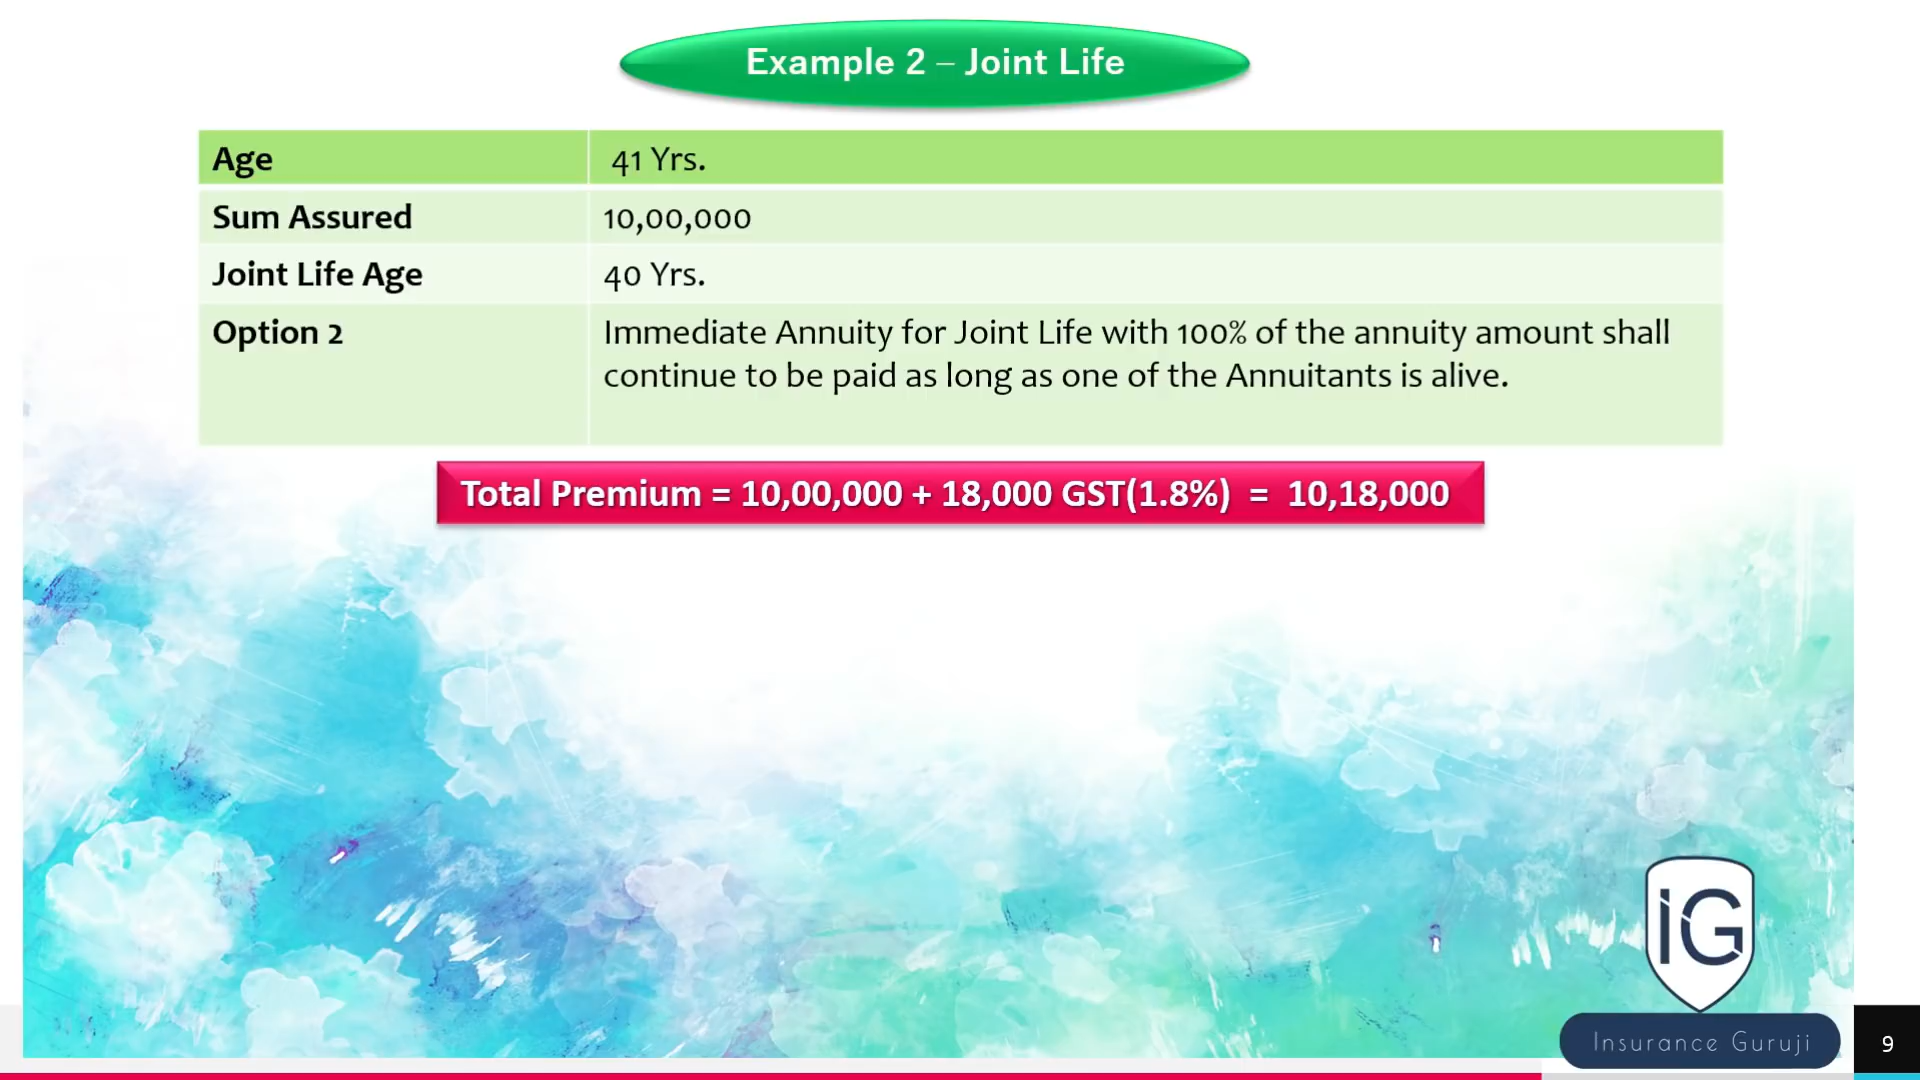 Example 2 – Joint Life
Age 41 Yrs.
Sum Assured 10,00,000
Joint Life Age 40 Yrs.
Option 2 Immediate Annuity for Joint Life with 100% of the annuity amount shall
continue to be paid as long as one of the Annuitants is alive.
Total Premium = 10,00,000 + 18,000 GST(1.8%) = 10,18,000
IG
Insurance Guruji
9